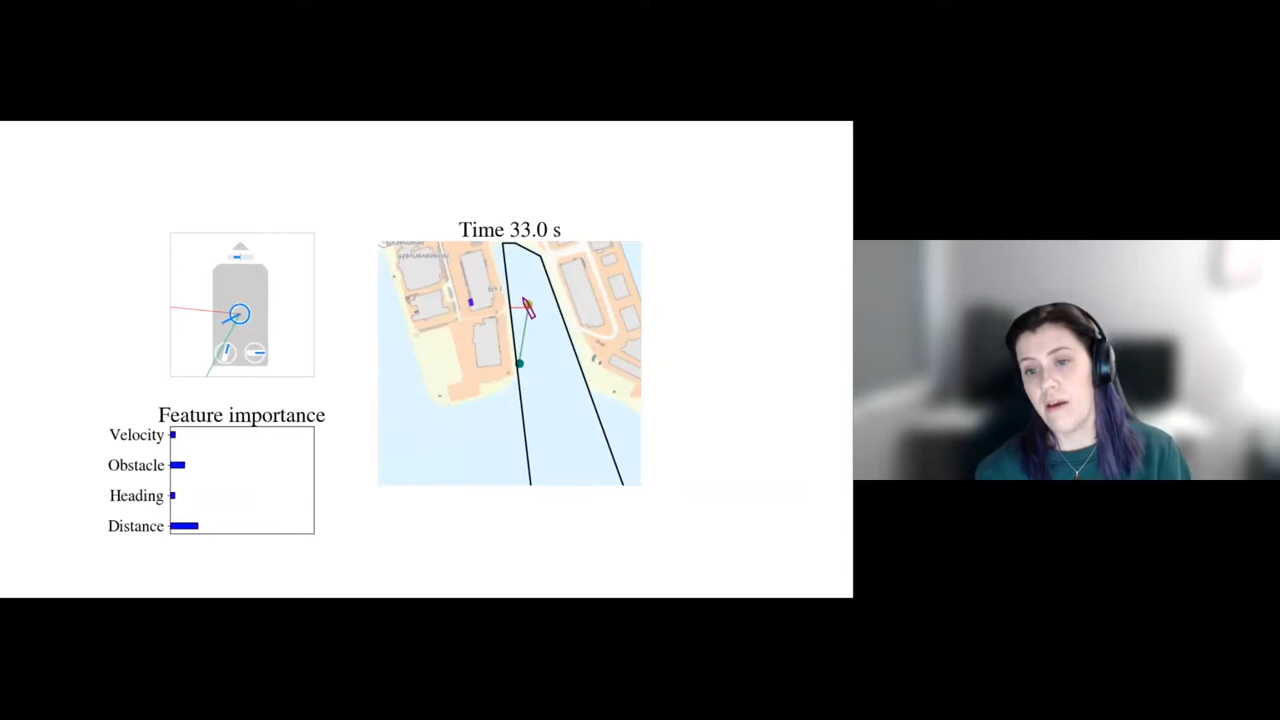 Time 33.0 s
Feature importance
Velocity
Obstacle
Heading
Distance